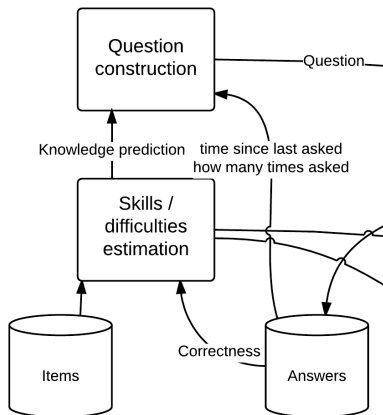 Question
construction
Question
Knowledge prediction
time since last asked
how many times asked
Skills /
difficulties
estimation
Correctness
Items
Answers